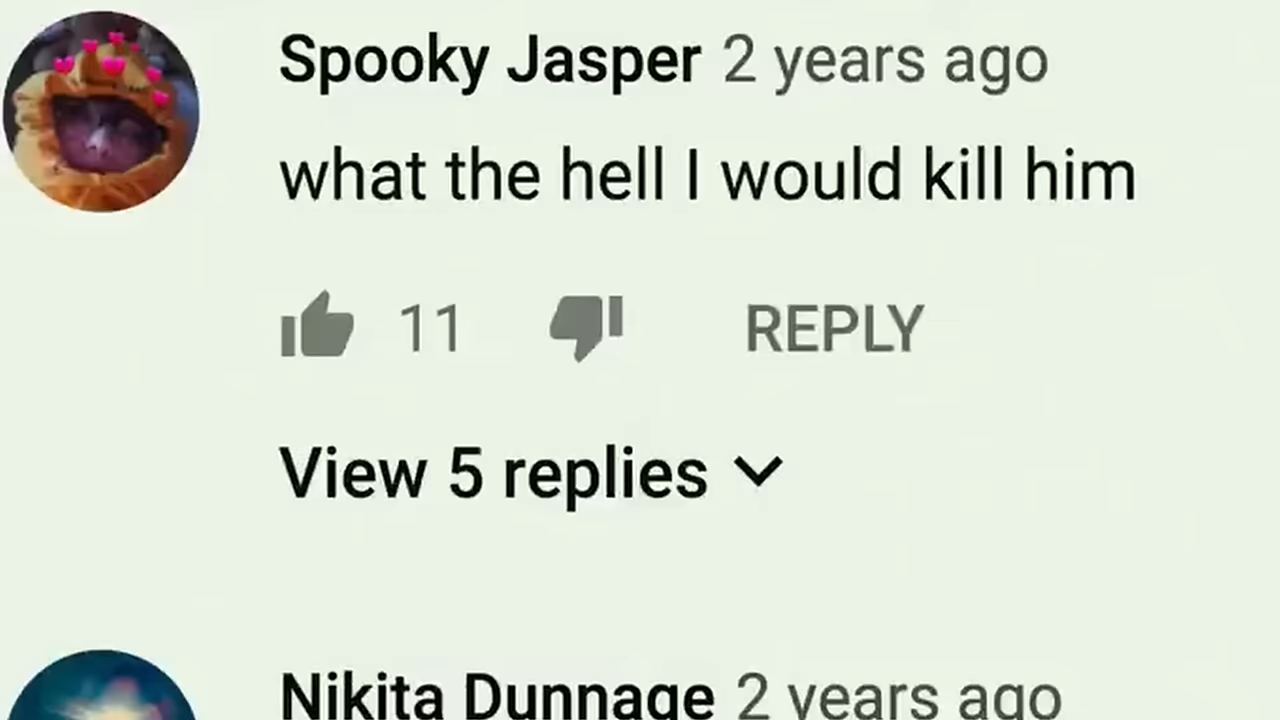 Spooky Jasper 2 years ago
what the hell I would kill him
11 REPLY
View 5 replies
Nikita Dunnage 2 years ago